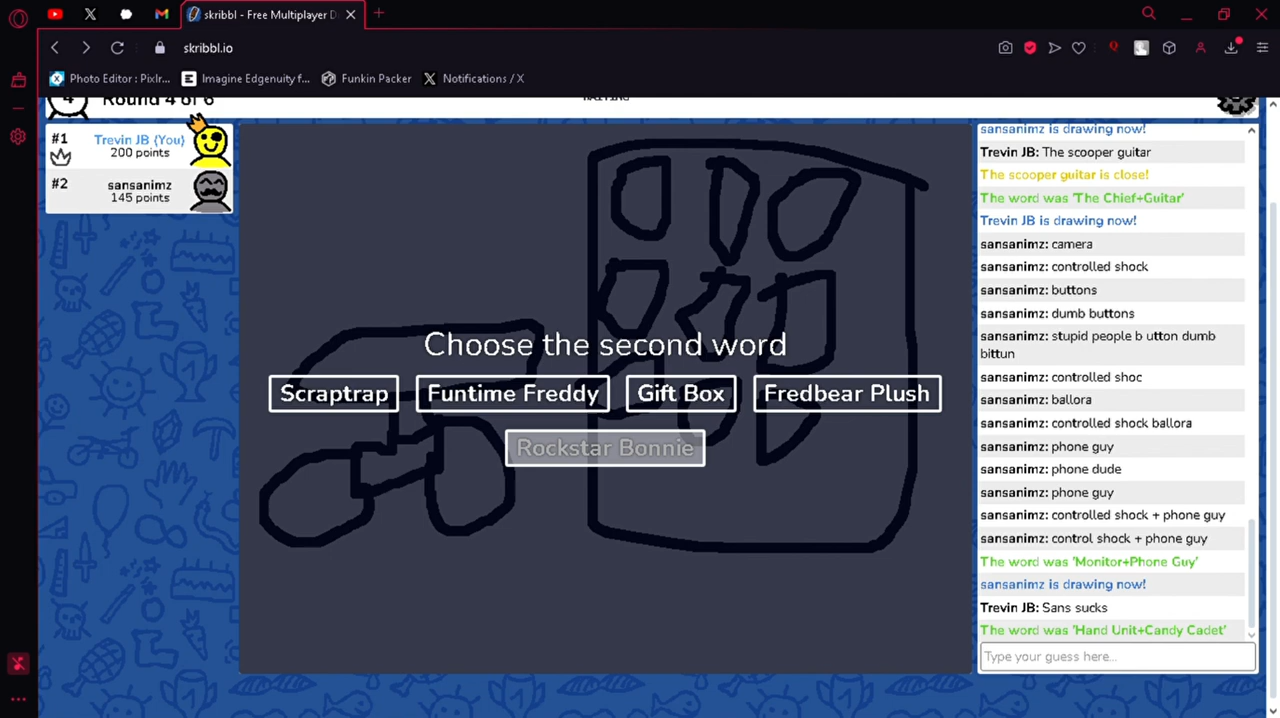 skribbl - Free Multiplayer D
skribbl.io
Photo Editor : Pixlr...
Imagine Edgenuity f...
Funkin Packer
Notifications / X
4
Round 4 of 6
WAITING
#1
Trevin JB (You)
200 points
#2
sansanimz
145 points
Choose the second word
Scraptrap
Funtime Freddy
Gift Box
Fredbear Plush
Rockstar Bonnie
sansanimz is drawing now!
Trevin JB: The scooper guitar
The scooper guitar is close!
The word was 'The Chief+Guitar'
Trevin JB is drawing now!
sansanimz: camera
sansanimz: controlled shock
sansanimz: buttons
sansanimz: dumb buttons
sansanimz: stupid people b utton dumb
bittun
sansanimz: controlled shoc
sansanimz: ballora
sansanimz: controlled shock ballora
sansanimz: phone guy
sansanimz: phone dude
sansanimz: phone guy
sansanimz: controlled shock + phone guy
sansanimz: control shock + phone guy
The word was 'Monitor+Phone Guy'
sansanimz is drawing now!
Trevin JB: Sans sucks
The word was 'Hand Unit+Candy Cadet'
Type your guess here...